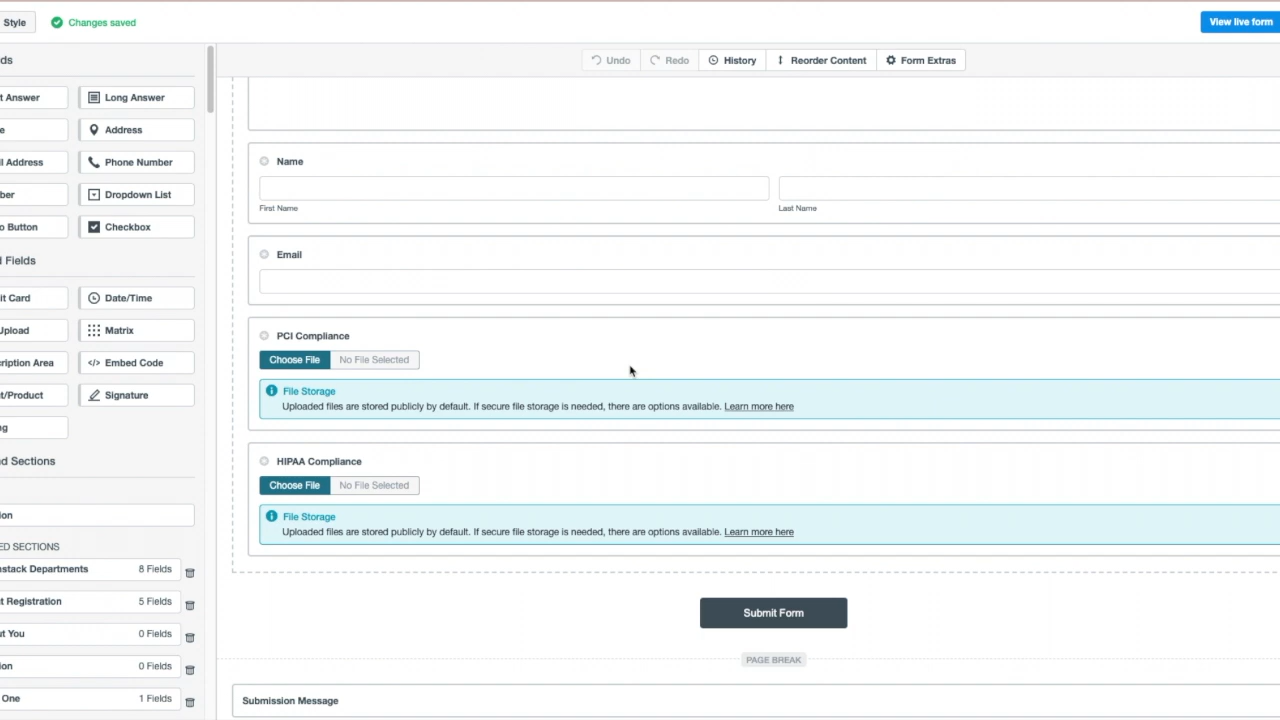 Style
Changes saved
View live form
Undo
Redo
History
Reorder Content
Form Extras
ds
t Answer
Long Answer
e
Address
l Address
Phone Number
ber
Dropdown List
o Button
Checkbox
d Fields
it Card
Date/Time
Upload
Matrix
ription Area
Embed Code
t/Product
Signature
ng
d Sections
on
ED SECTIONS
nstack Departments
8 Fields
t Registration
5 Fields
ut You
0 Fields
ion
0 Fields
One
1 Fields
Name
First Name
Last Name
Email
PCI Compliance
Choose File
No File Selected
File Storage
Uploaded files are stored publicly by default. If secure file storage is needed, there are options available. Learn more here
HIPAA Compliance
Choose File
No File Selected
File Storage
Uploaded files are stored publicly by default. If secure file storage is needed, there are options available. Learn more here
Submit Form
PAGE BREAK
Submission Message